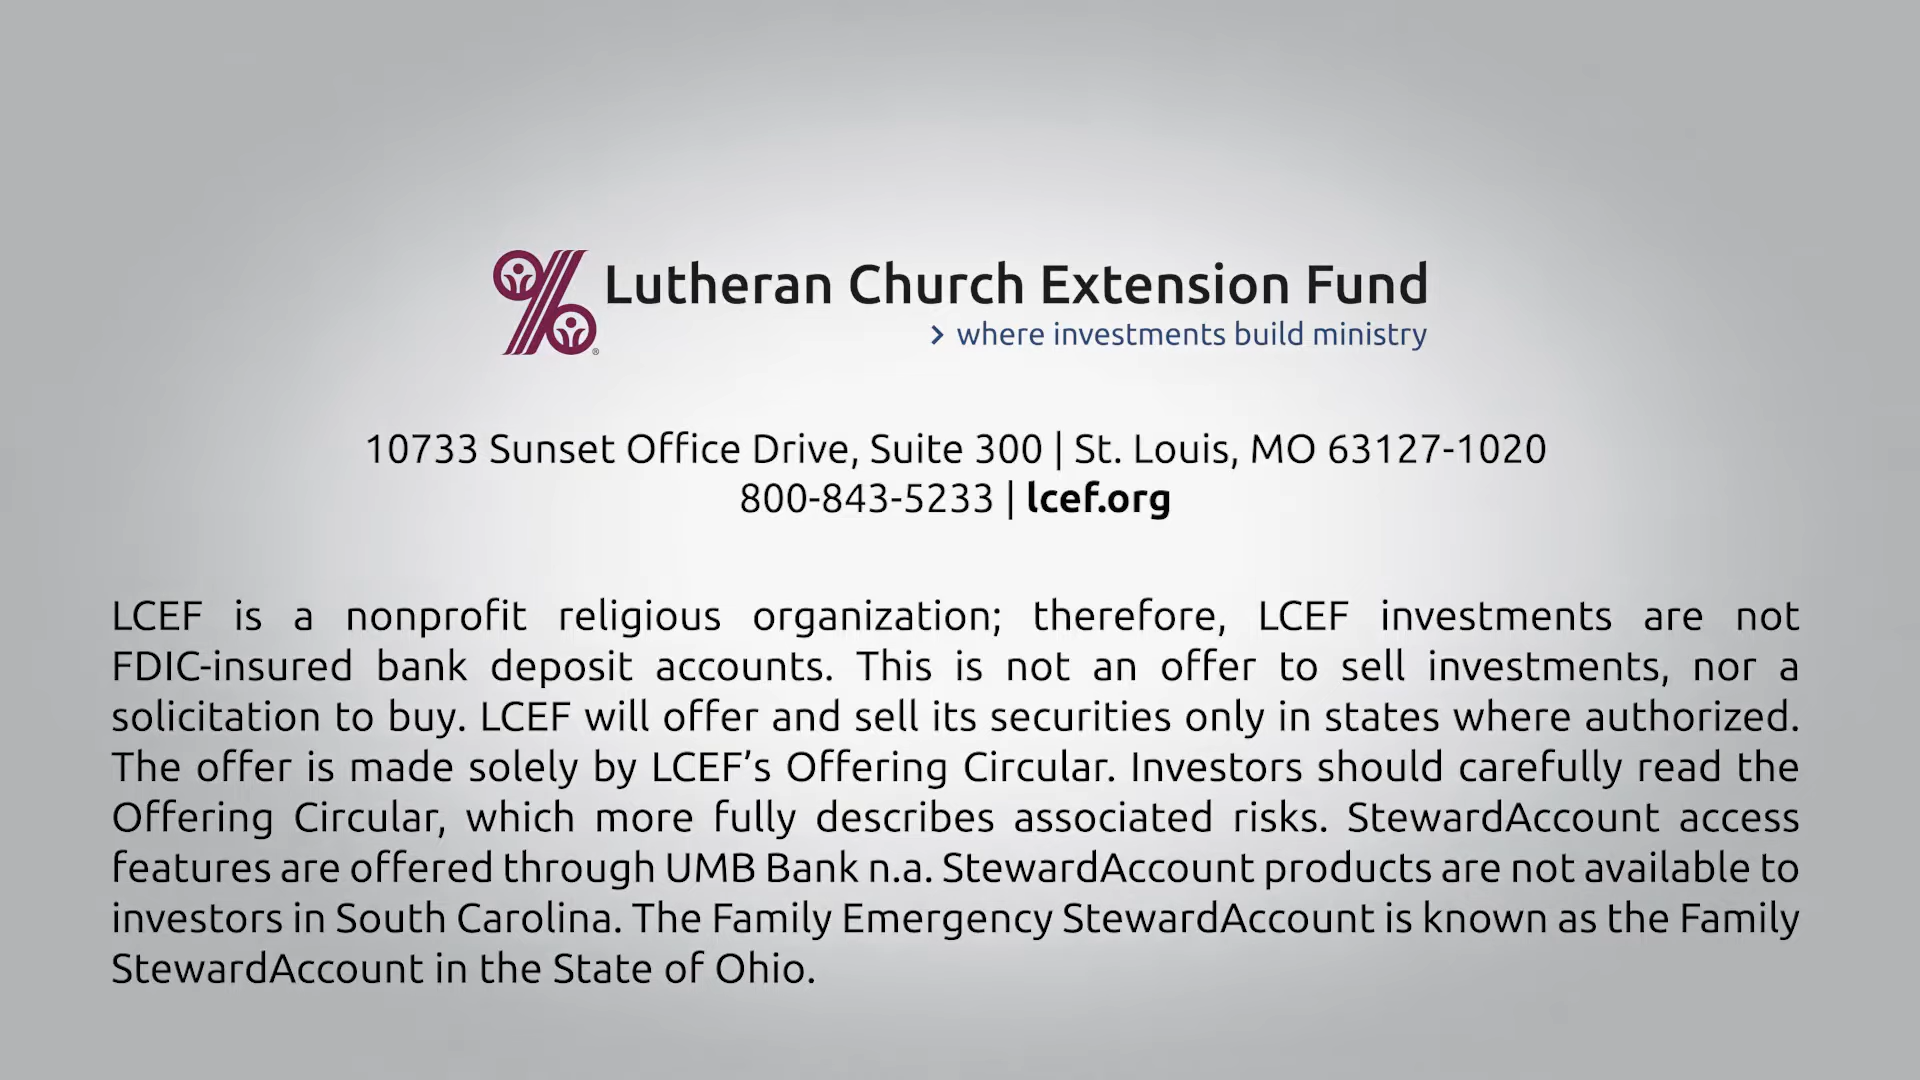 Lutheran Church Extension Fund
> where investments build ministry
10733 Sunset Office Drive, Suite 300 | St. Louis, MO 63127-1020
800-843-5233 | lcef.org
LCEF is a nonprofit religious organization; therefore, LCEF investments are not
FDIC-insured bank deposit accounts. This is not an offer to sell investments, nor a
solicitation to buy. LCEF will offer and sell its securities only in states where authorized.
The offer is made solely by LCEF’s Offering Circular. Investors should carefully read the
Offering Circular, which more fully describes associated risks. StewardAccount access
features are offered through UMB Bank n.a. StewardAccount products are not available to
investors in South Carolina. The Family Emergency StewardAccount is known as the Family
StewardAccount in the State of Ohio.